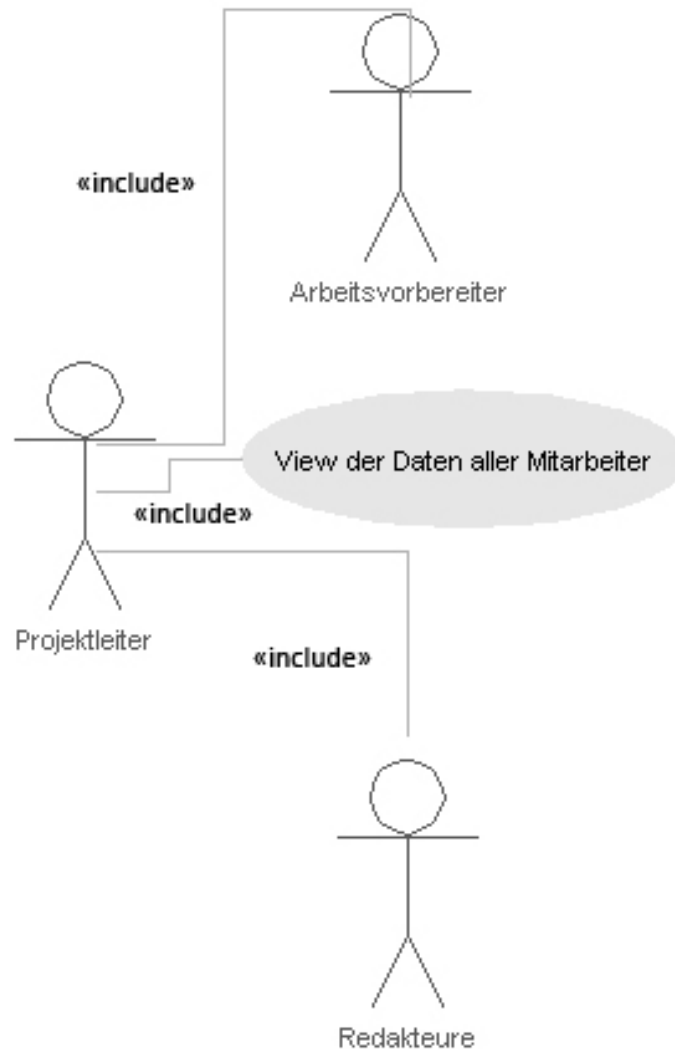 «include»
Arbeitsvorbereiter
View der Daten aller Mitarbeiter
«include»
Projektleiter
«include»
Redakteure